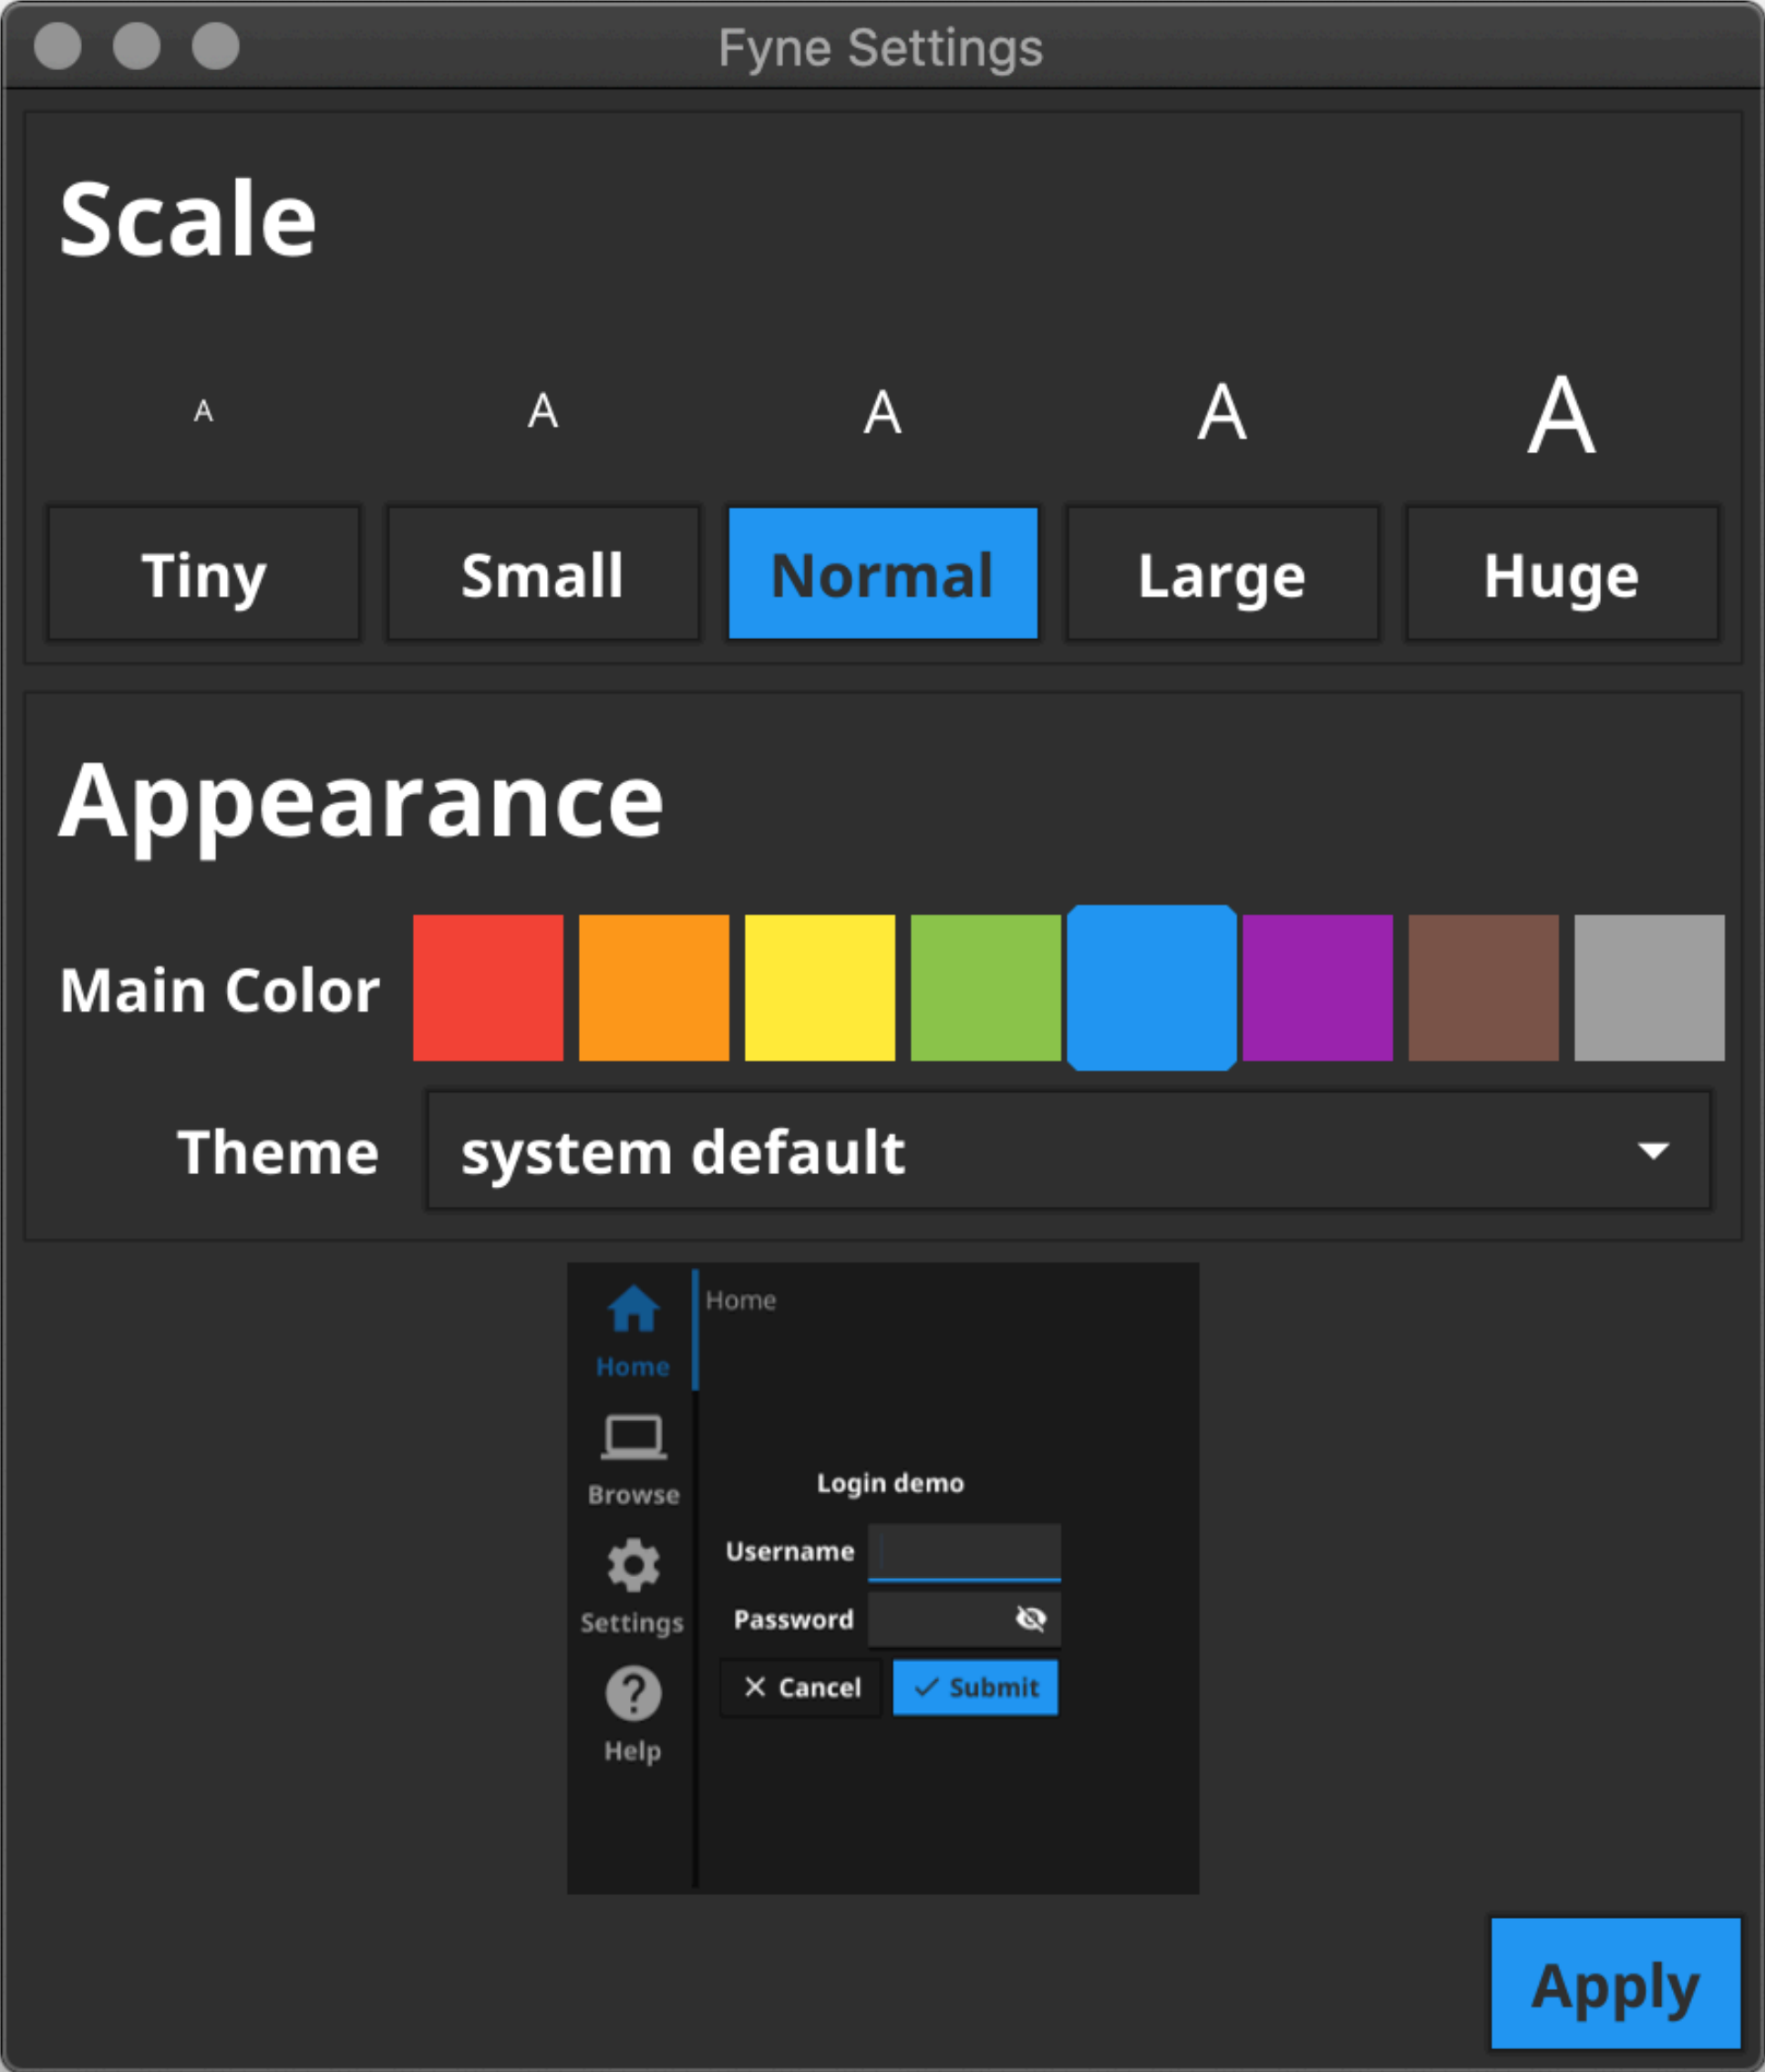 Fyne Settings
Scale
A A A A A
Tiny Small Normal Large Huge
Appearance
Main Color
Theme system default
Home
Home
Browse
Settings
Help
Login demo
Username
Password
Cancel Submit
Apply